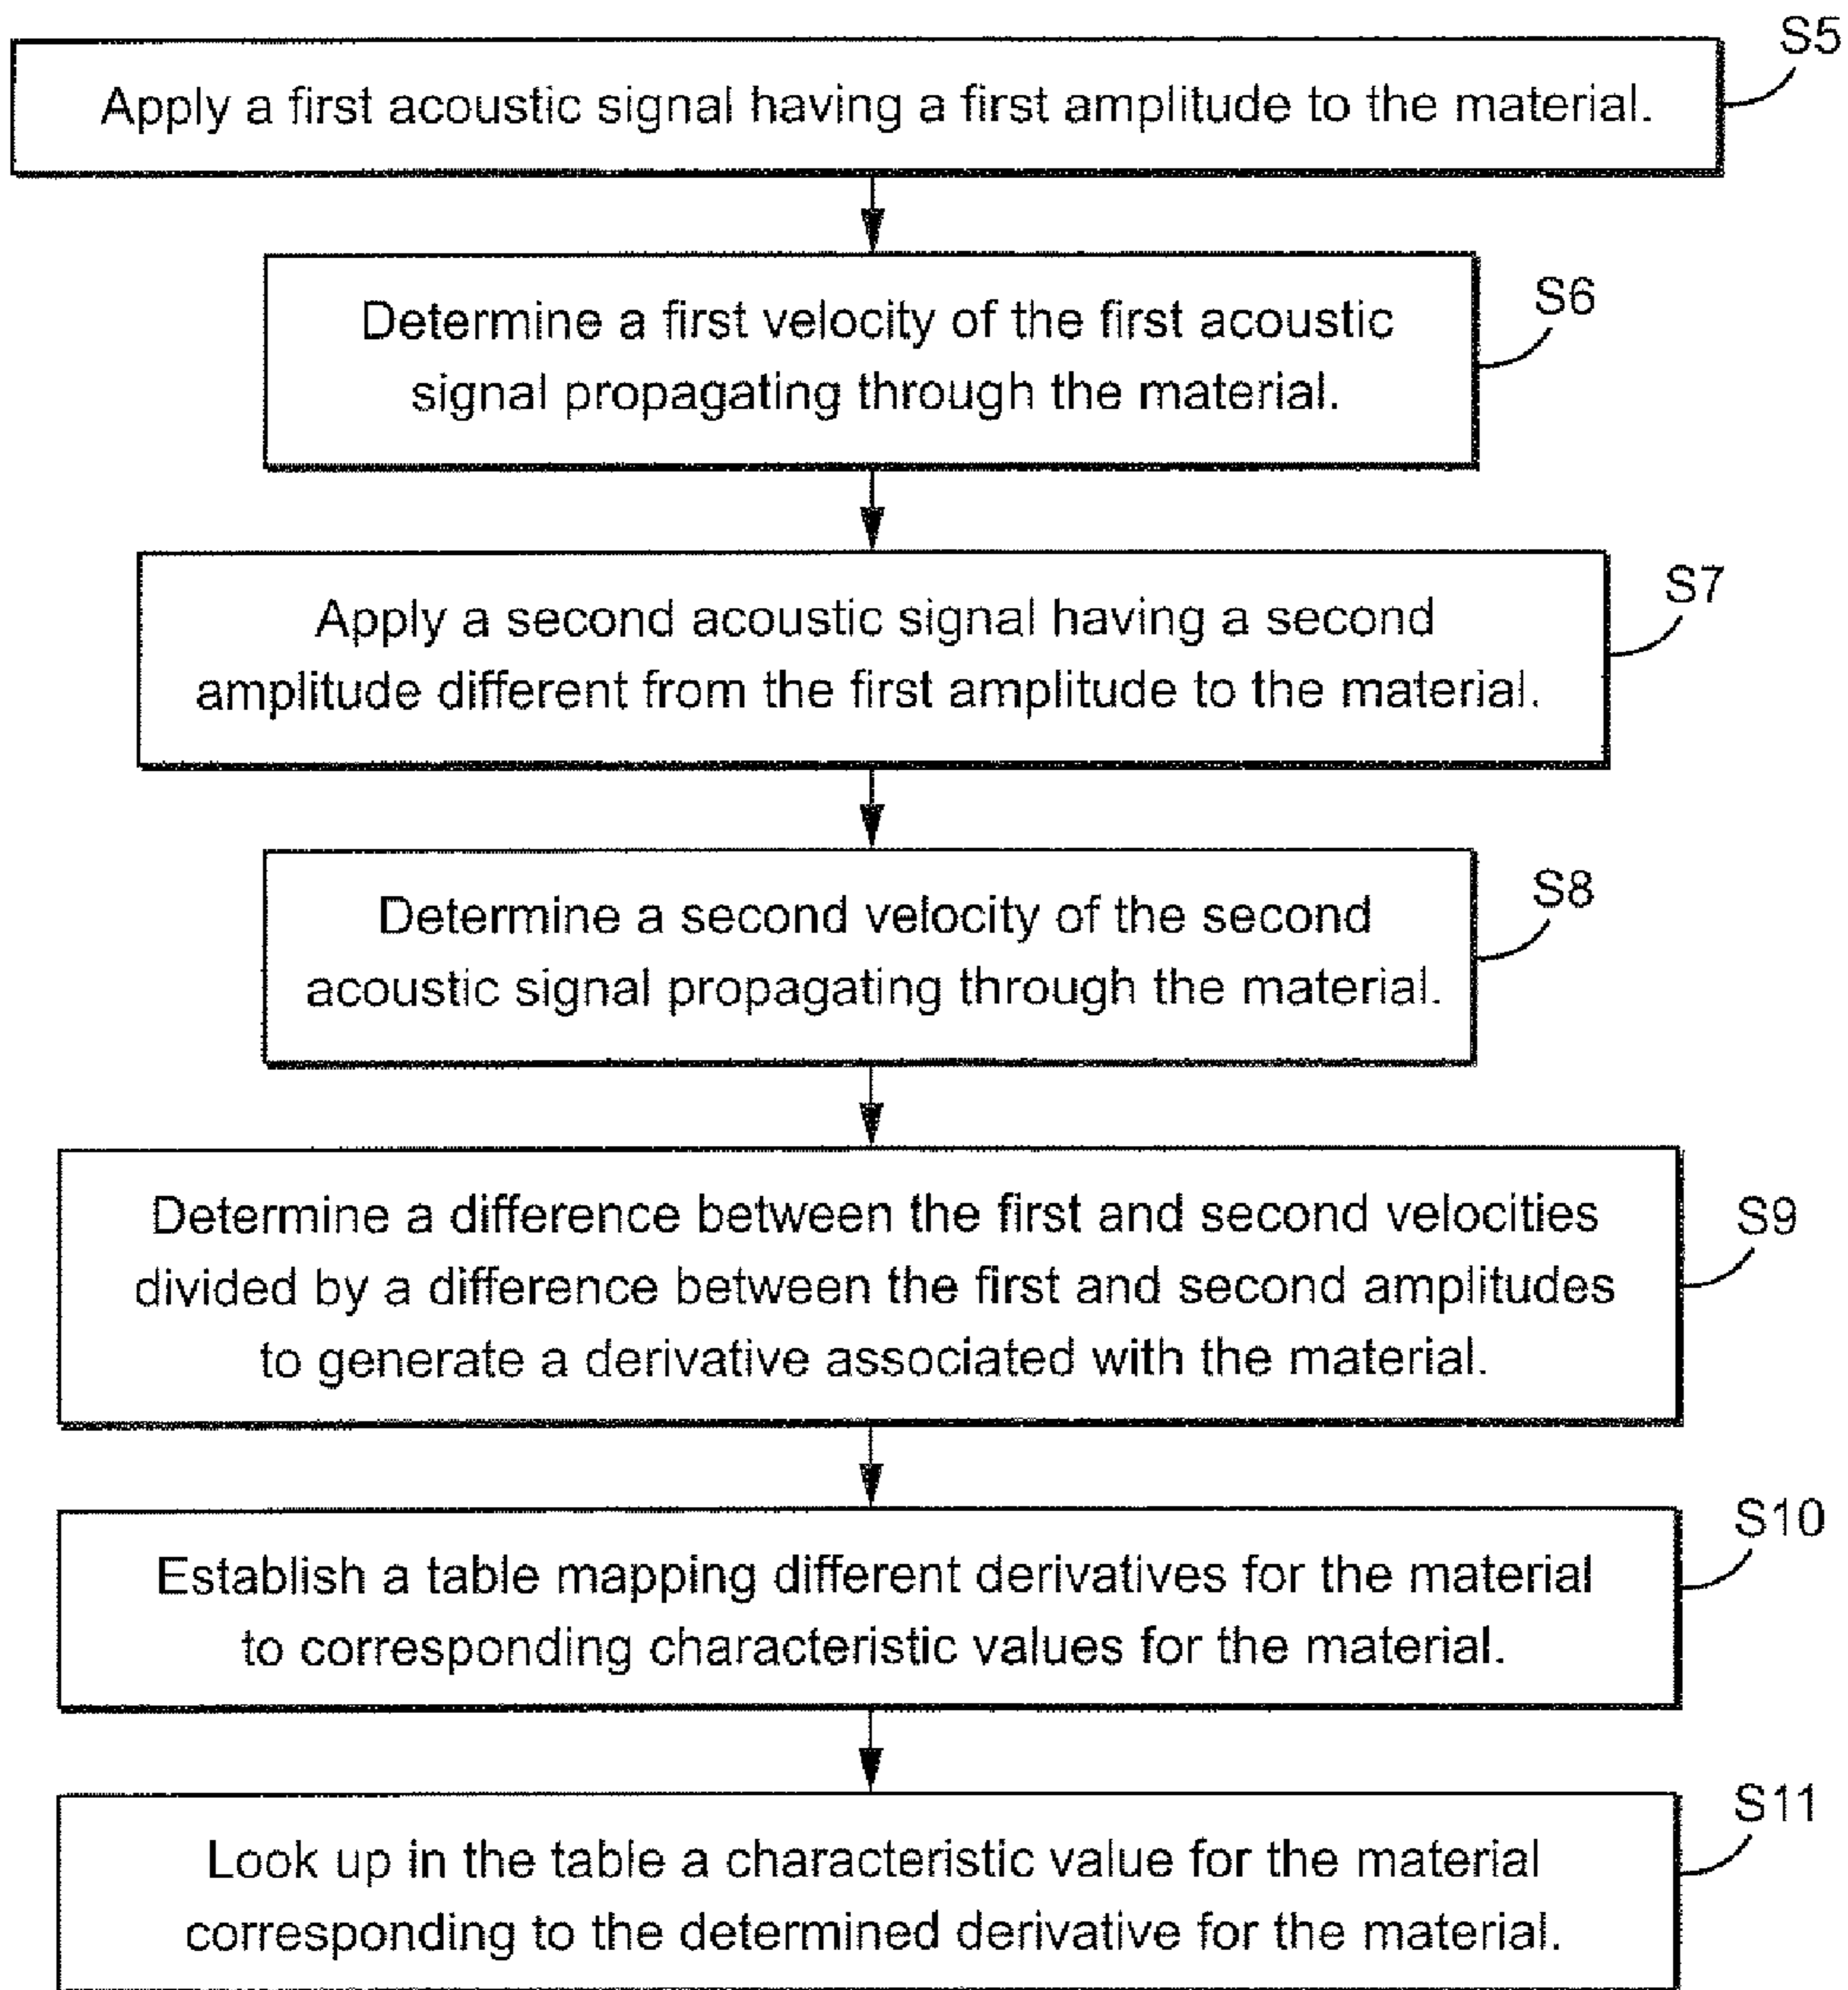 S5
Apply a first acoustic signal having a first amplitude to the material.
S6
Determine a first velocity of the first acoustic
signal propagating through the material.
S7
Apply a second acoustic signal having a second
amplitude different from the first amplitude to the material.
S8
Determine a second velocity of the second
acoustic signal propagating through the material.
S9
Determine a difference between the first and second velocities
divided by a difference between the first and second amplitudes
to generate a derivative associated with the material.
S10
Establish a table mapping different derivatives for the material
to corresponding characteristic values for the material.
S11
Look up in the table a characteristic value for the material
corresponding to the determined derivative for the material.